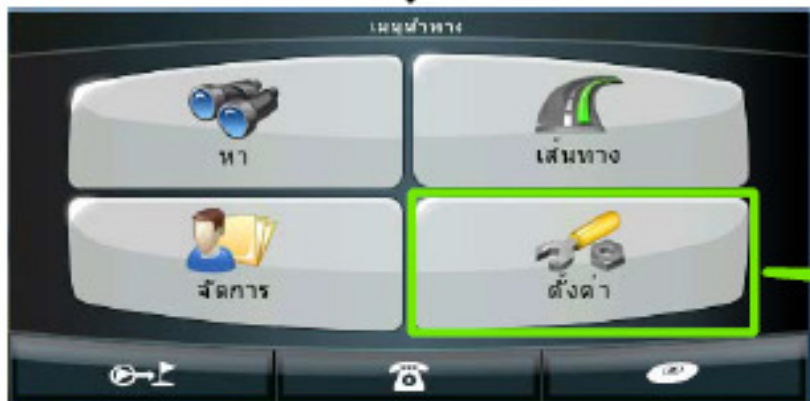 เมนูนำทาง
หา
เส้นทาง
จัดการ
ตั้งค่า